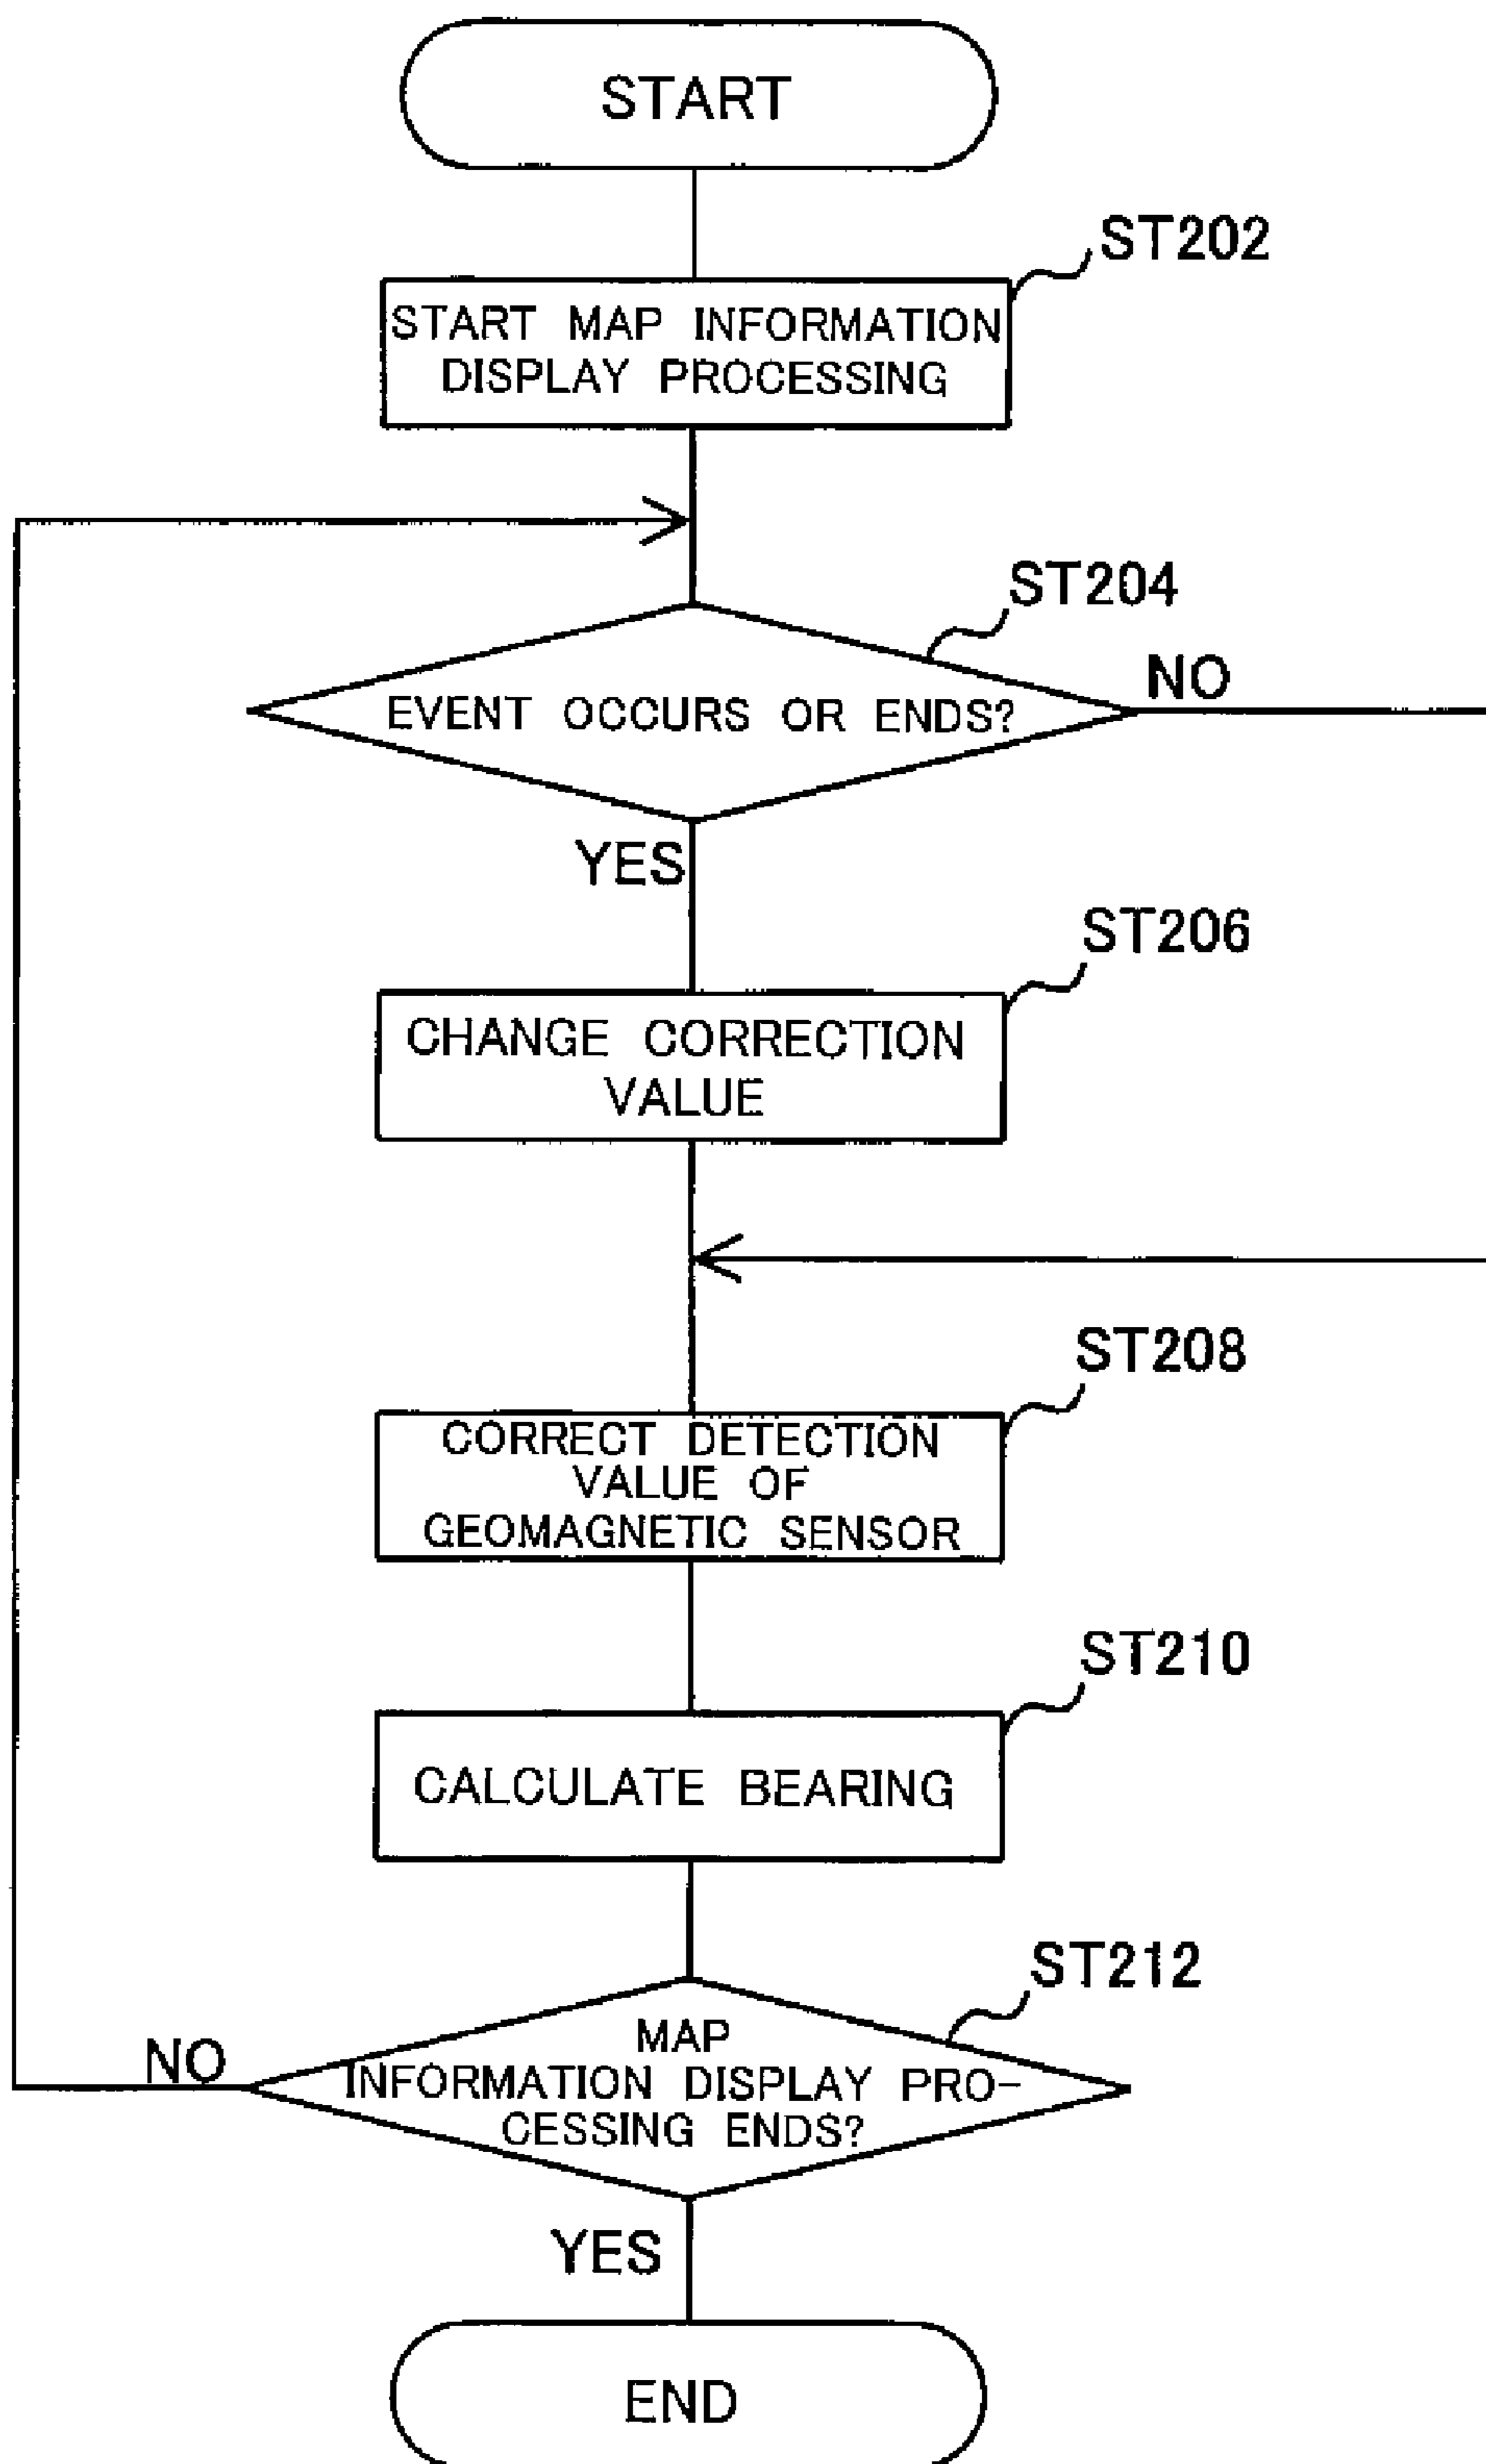 START
ST202
START MAP INFORMATION
DISPLAY PROCESSING
ST204
NO
EVENT OCCURS OR ENDS?
YES
ST206
CHANGE CORRECTION
VALUE
ST208
CORRECT DETECTION
VALUE OF
GEOMAGNETIC SENSOR
ST210
CALCULATE BEARING
ST212
NO
MAP
INFORMATION DISPLAY PRO-
CESSING ENDS?
YES
END